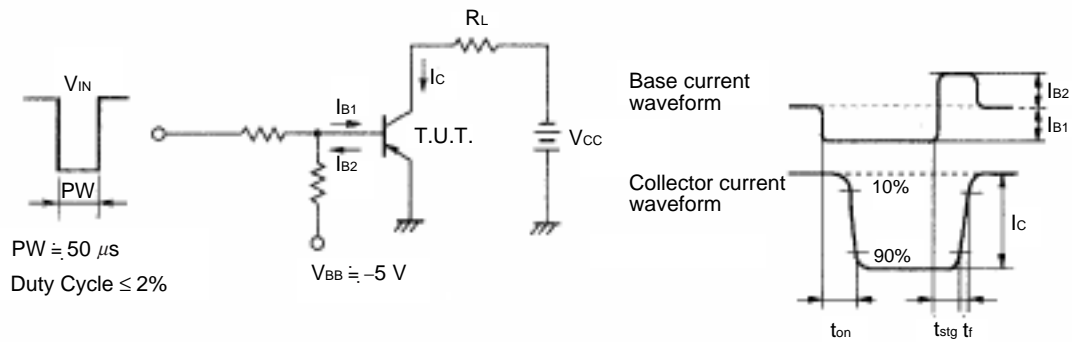 VIN
PW
PW ≒ 50 μs
Duty Cycle ≤ 2%
RL
IC
IB1
IB2
T.U.T.
VCC
VBB ≒ −5 V
Base current
waveform
IB2
IB1
Collector current
waveform
10%
90%
IC
ton
tstg
tf